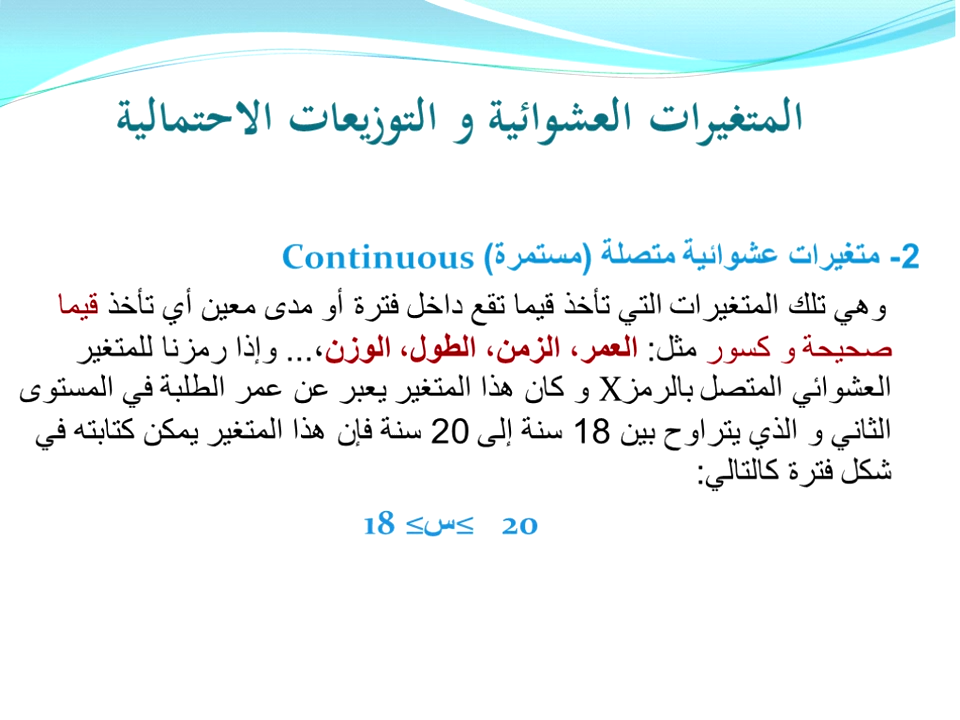 المتغيرات العشوائية و التوزيعات الاحتمالية
2- متغيرات عشوائية متصلة (مستمرة) Continuous
وهي تلك المتغيرات التي تأخذ قيما تقع داخل فترة أو مدى معين أي تأخذ قيما
صحيحة و كسور مثل: العمر، الزمن، الطول، الوزن،... وإذا رمزنا للمتغير
العشوائي المتصل بالرمزX و كان هذا المتغير يعبر عن عمر الطلبة في المستوى
الثاني و الذي يتراوح بين 18 سنة إلى 20 سنة فإن هذا المتغير يمكن كتابته في
شكل فترة كالتالي:
18 ≥س≥ 20